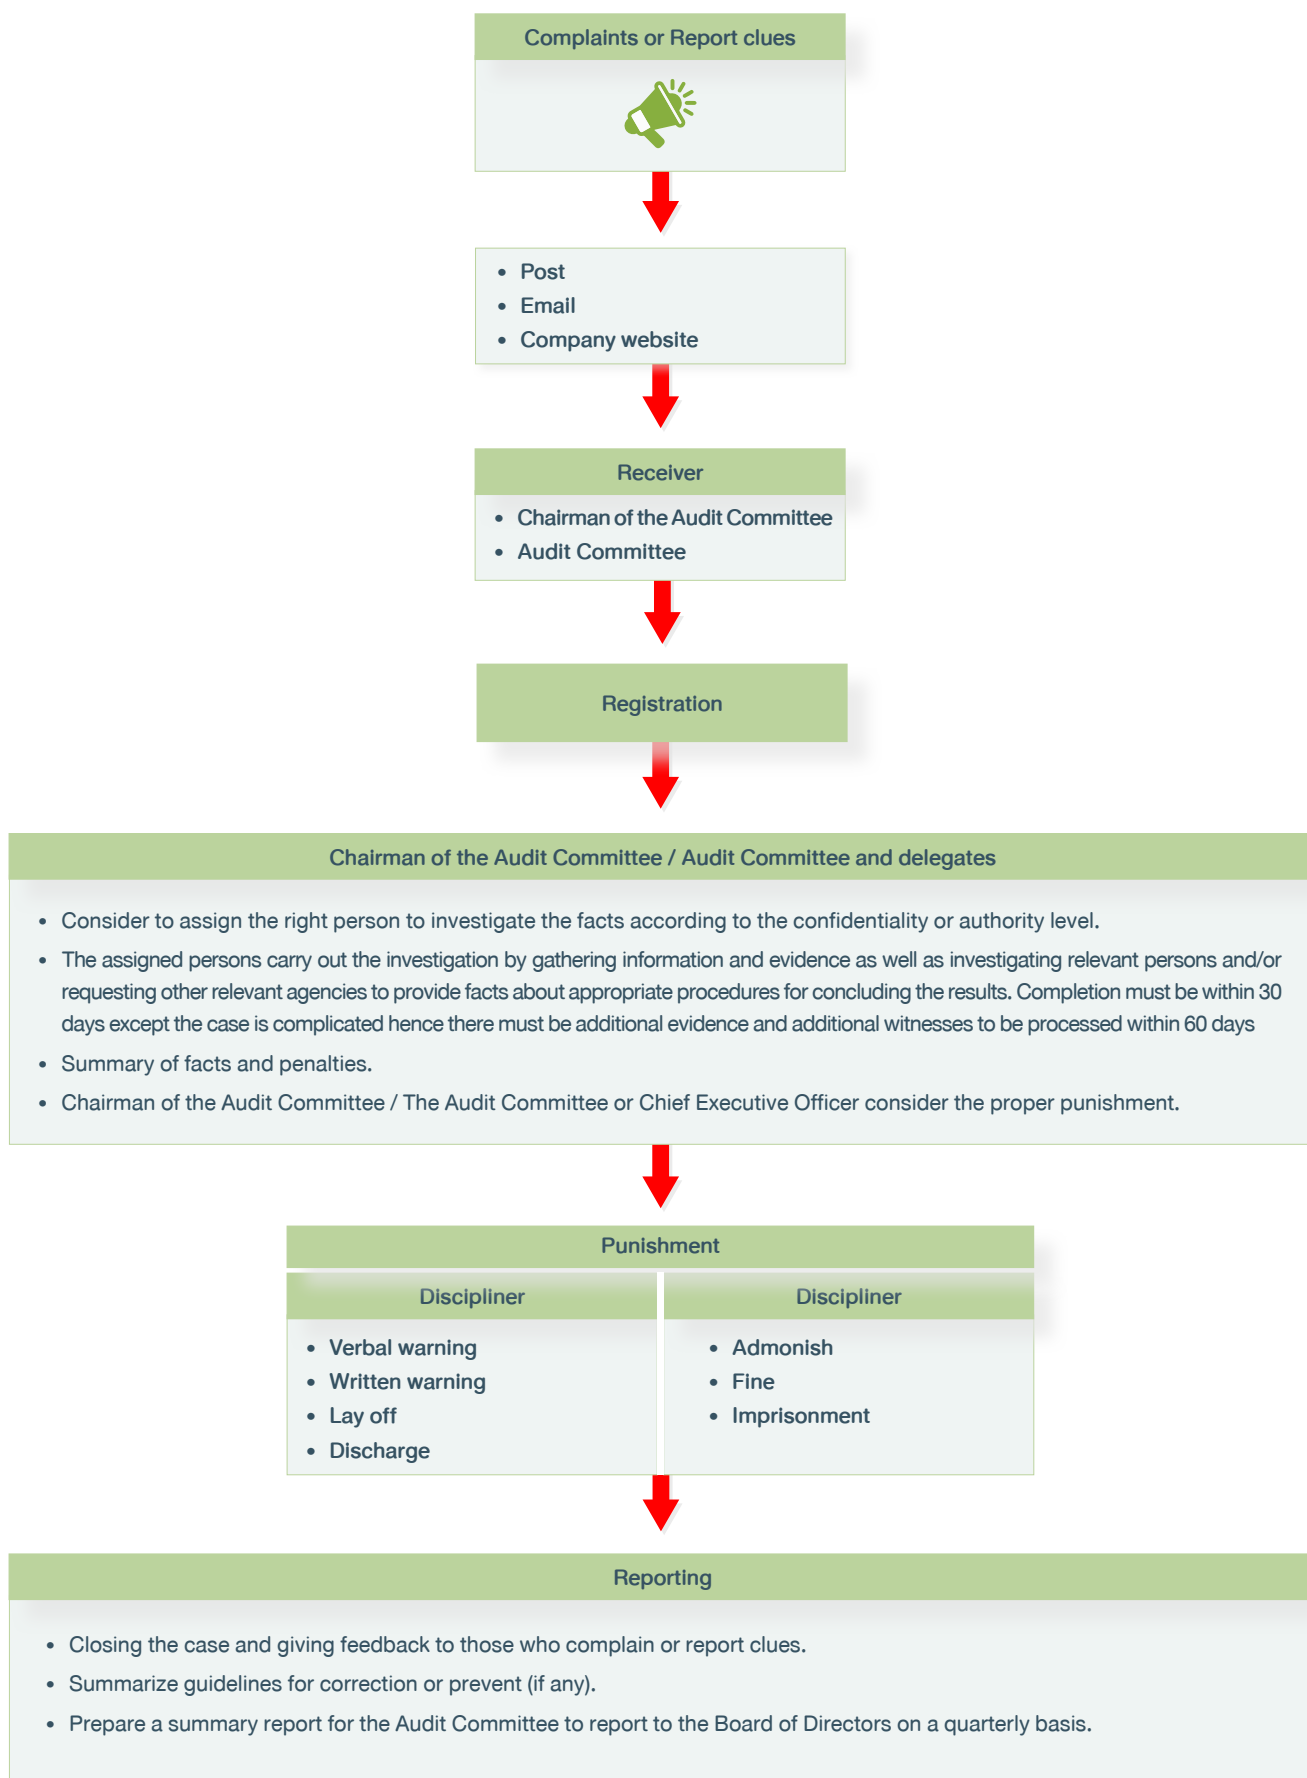 Complaints or Report clues
• Post
• Email
• Company website
Receiver
• Chairman of the Audit Committee
• Audit Committee
Registration
Chairman of the Audit Committee / Audit Committee and delegates
• Consider to assign the right person to investigate the facts according to the confidentiality or authority level.
• The assigned persons carry out the investigation by gathering information and evidence as well as investigating relevant persons and/or
requesting other relevant agencies to provide facts about appropriate procedures for concluding the results. Completion must be within 30
days except the case is complicated hence there must be additional evidence and additional witnesses to be processed within 60 days
• Summary of facts and penalties.
• Chairman of the Audit Committee / The Audit Committee or Chief Executive Officer consider the proper punishment.
Punishment
Discipliner
• Verbal warning
• Written warning
• Lay off
• Discharge
Discipliner
• Admonish
• Fine
• Imprisonment
Reporting
• Closing the case and giving feedback to those who complain or report clues.
• Summarize guidelines for correction or prevent (if any).
• Prepare a summary report for the Audit Committee to report to the Board of Directors on a quarterly basis.